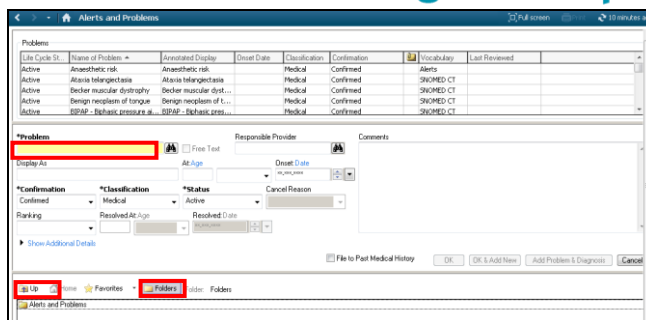 Alerts and Problems
Full screen Print 10 minutes a
Problems
Life Cycle St... Name of Problem Annotated Display Onset Date Classification Confirmation Vocabulary Last Reviewed
Active Anaesthetic risk Anaesthetic risk Medical Confirmed Alerts
Active Ataxia telangiectasia Ataxia telangiectasia Medical Confirmed SNOMED CT
Active Becker muscular dystrophy Becker muscular dyst... Medical Confirmed SNOMED CT
Active Benign neoplasm of tongue Benign neoplasm of t... Medical Confirmed SNOMED CT
Active BIPAP - Biphasic pressure ai... BIPAP - Biphasic pres... Medical Confirmed SNOMED CT
*Problem Responsible Provider Comments
Free Text
Display As At: Age Onset: Date
**-***-****
*Confirmation *Classification *Status Cancel Reason
Confirmed Medical Active
Ranking Resolved At: Age Resolved: Date
**-***-****
Show Additional Details
File to Past Medical History OK OK & Add New Add Problem & Diagnosis Cancel
Up Home Favorites Folders Folder: Folders
Alerts and Problems